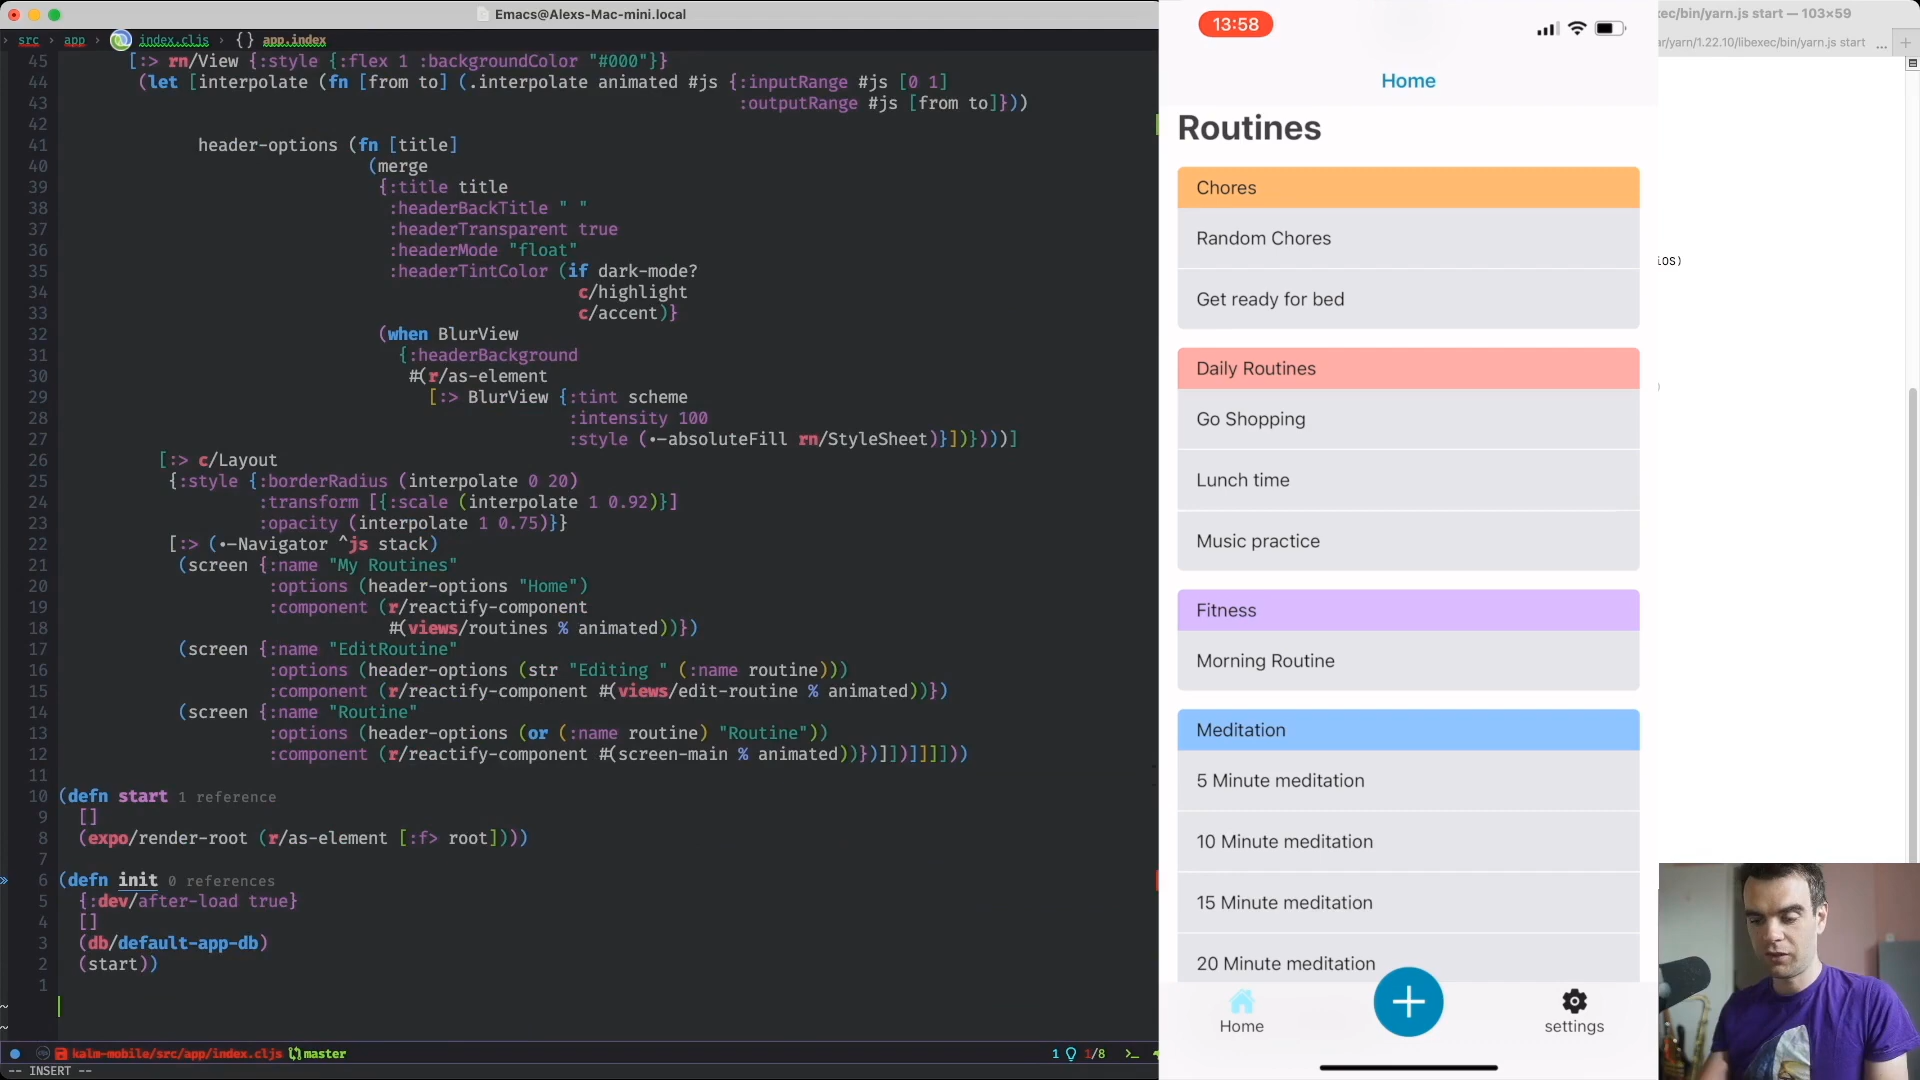 Emacs@Alexs-Mac-mini.local
src › app › index.cljs › {} app.index
45 [:> rn/View {:style {:flex 1 :backgroundColor "#000"}}
44 (let [interpolate (fn [from to] (.interpolate animated #js {:inputRange #js [0 1]
43 :outputRange #js [from to]}))
42
41 header-options (fn [title]
40 (merge
39 {:title title
38 :headerBackTitle " "
37 :headerTransparent true
36 :headerMode "float"
35 :headerTintColor (if dark-mode?
34 c/highlight
33 c/accent)}
32 (when BlurView
31 {:headerBackground
30 #(r/as-element
29 [:> BlurView {:tint scheme
28 :intensity 100
27 :style (•-absoluteFill rn/StyleSheet)}])})))]
26 [:> c/Layout
25 {:style {:borderRadius (interpolate 0 20)
24 :transform [{:scale (interpolate 1 0.92)}]
23 :opacity (interpolate 1 0.75)}}
22 [:> (•-Navigator ^js stack)
21 (screen {:name "My Routines"
20 :options (header-options "Home")
19 :component (r/reactify-component
18 #(views/routines % animated))})
17 (screen {:name "EditRoutine"
16 :options (header-options (str "Editing " (:name routine)))
15 :component (r/reactify-component #(views/edit-routine % animated))})
14 (screen {:name "Routine"
13 :options (header-options (or (:name routine) "Routine"))
12 :component (r/reactify-component #(screen-main % animated))})]])]]]]))
11
10 (defn start 1 reference
9 []
8 (expo/render-root (r/as-element [:f> root])))
7
6 (defn init 0 references
5 {:dev/after-load true}
4 []
3 (db/default-app-db)
2 (start))
1
kalm-mobile/src/app/index.cljs master 1 1/8
-- INSERT --
13:58
Home
Routines
Chores
Random Chores
Get ready for bed
Daily Routines
Go Shopping
Lunch time
Music practice
Fitness
Morning Routine
Meditation
5 Minute meditation
10 Minute meditation
15 Minute meditation
20 Minute meditation
Home
+
settings
ec/bin/yarn.js start — 103×59
ar/yarn/1.22.10/libexec/bin/yarn.js start ... +
iOS)